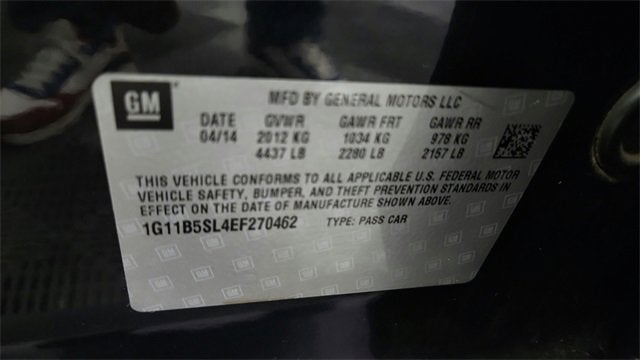 GM
MFD BY GENERAL MOTORS LLC
DATE GVWR GAWR FRT GAWR RR
04/14 2012 KG 1034 KG 978 KG
4437 LB 2280 LB 2157 LB
THIS VEHICLE CONFORMS TO ALL APPLICABLE U.S. FEDERAL MOTOR
VEHICLE SAFETY, BUMPER, AND THEFT PREVENTION STANDARDS IN
EFFECT ON THE DATE OF MANUFACTURE SHOWN ABOVE.
1G11B5SL4EF270462 TYPE: PASS CAR